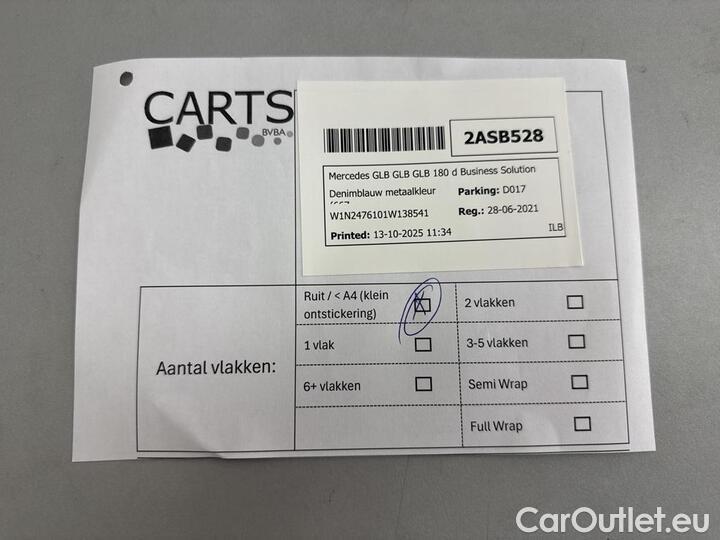 CARTS
BVBA
2ASB528
Mercedes GLB GLB GLB 180 d Business Solution
Denimblauw metaalkleur Parking: D017
W1N2476101W138541 Reg.: 28-06-2021
Printed: 13-10-2025 11:34
ILB
Aantal vlakken:
Ruit / < A4 (klein ontstickering) X 2 vlakken
1 vlak 3-5 vlakken
6+ vlakken Semi Wrap
Full Wrap
CarOutlet.eu